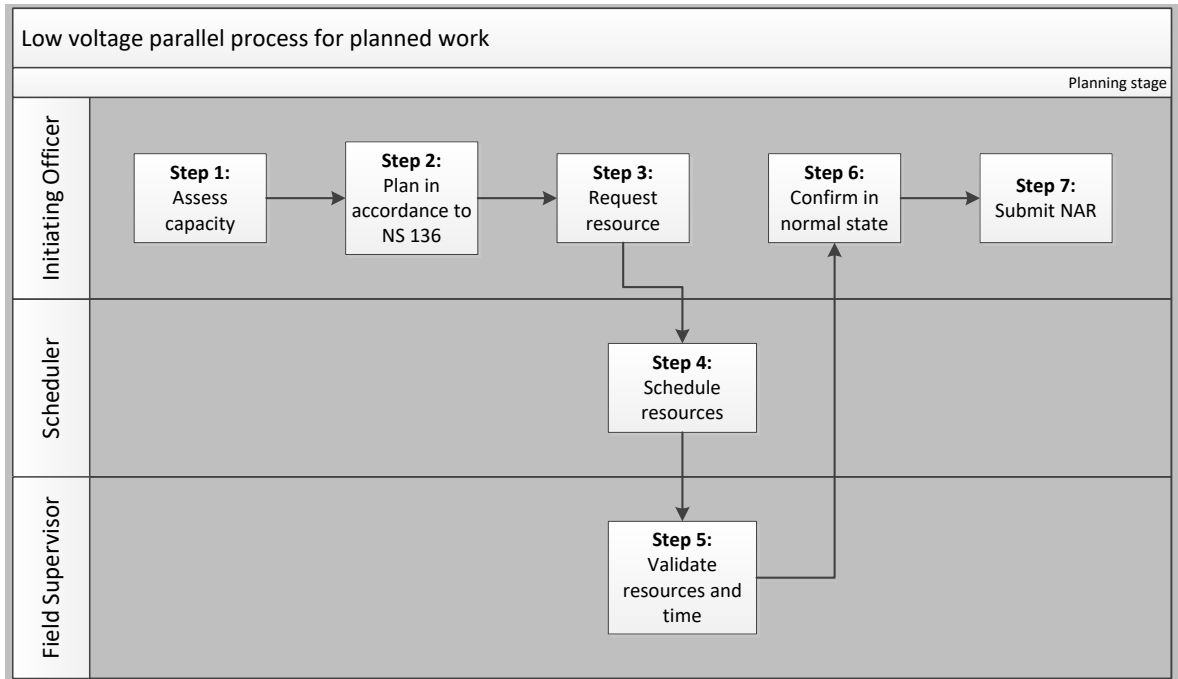 Low voltage parallel process for planned work
Planning stage
Initiating Officer
Step 1:
Assess
capacity
Step 2:
Plan in
accordance to
NS 136
Step 3:
Request
resource
Step 6:
Confirm in
normal state
Step 7:
Submit NAR
Scheduler
Step 4:
Schedule
resources
Field Supervisor
Step 5:
Validate
resources and
time